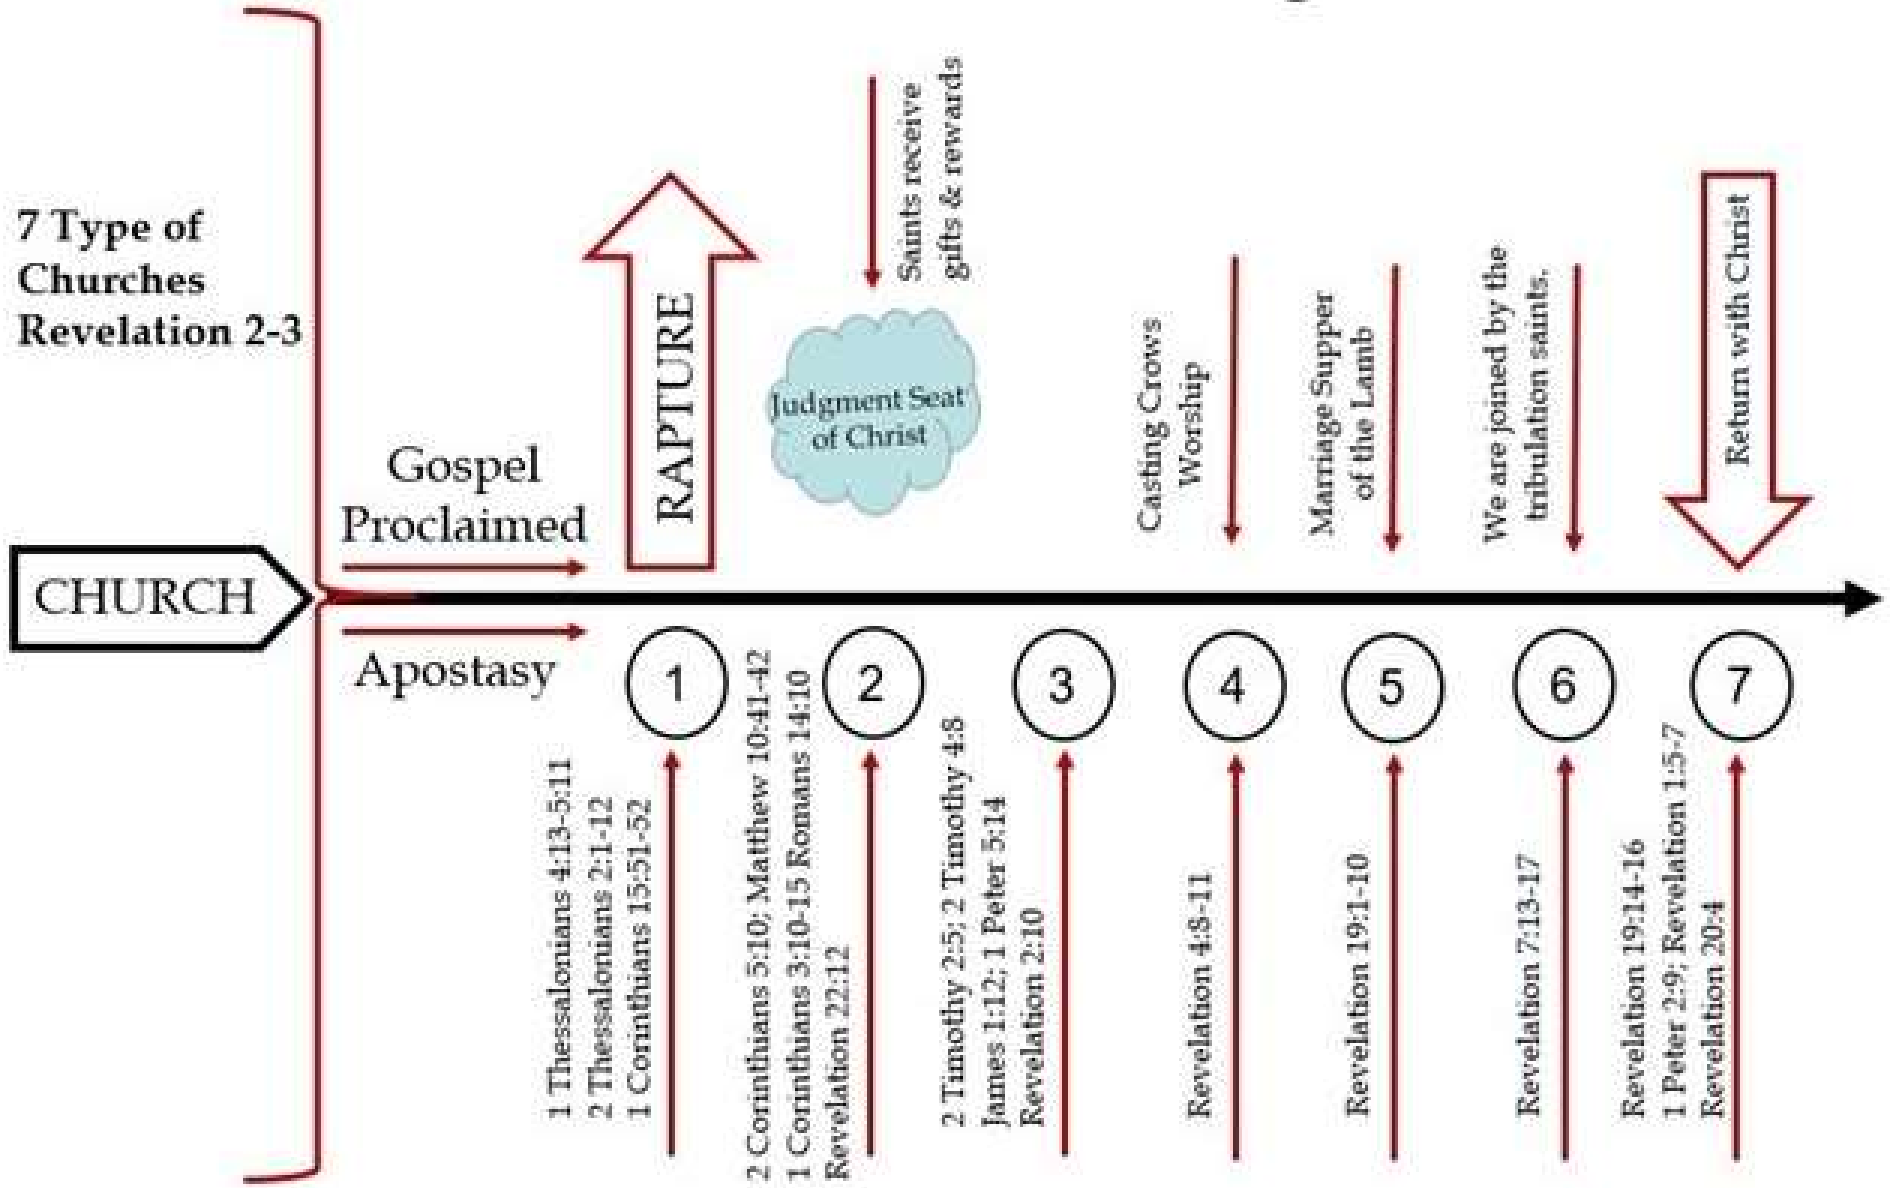 7 Type of
Churches
Revelation 2-3
CHURCH
Gospel
Proclaimed
Apostasy
RAPTURE
Saints receive
gifts & rewards
Judgment Seat
of Christ
Casting Crows
Worship
Marriage Supper
of the Lamb
We are joined by the
tribulation saints.
Return with Christ
1
2
3
4
5
6
7
1 Thessalonians 4:13-5:11
2 Thessalonians 2:1-12
1 Corinthians 15:51-52
2 Corinthuans 5:10; Matthew 10:41-42
1 Corinthuans 3:10-15 Romans 14:10
Revelation 22:12
2 Timothy 2:5; 2 Timothy 4:8
James 1:12; 1 Peter 5:14
Revelation 2:10
Revelation 4:8-11
Revelation 19:1-10
Revelation 7:13-17
Revelation 19:14-16
1 Peter 2:9; Revelation 1:5-7
Revelation 20:4